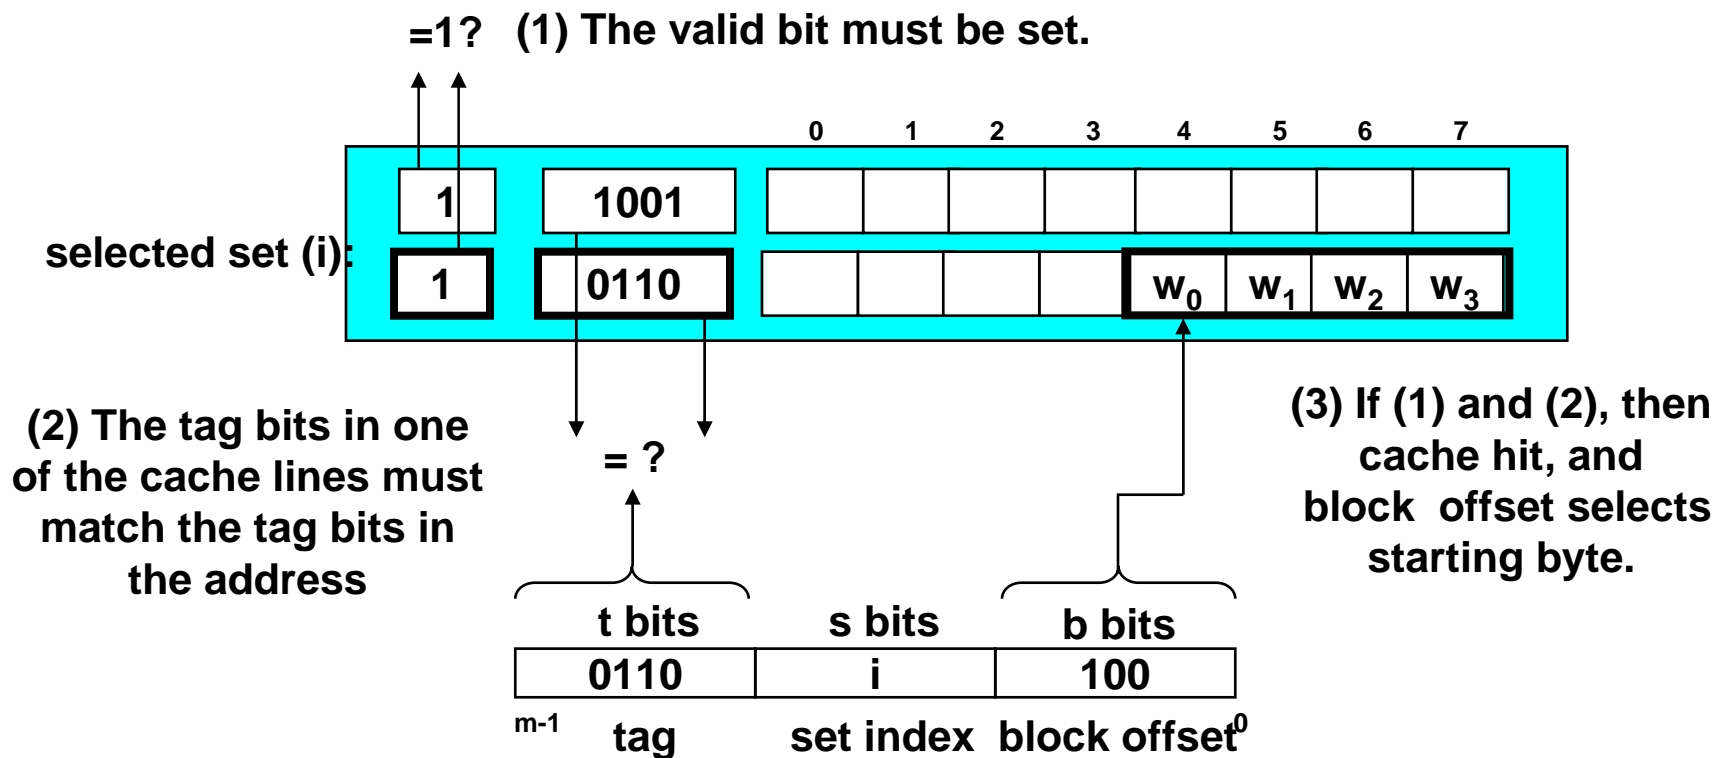 =1? (1) The valid bit must be set.
0 1 2 3 4 5 6 7
1 1001
selected set (i):
1 0110 w0 w1 w2 w3
(2) The tag bits in one
of the cache lines must
match the tag bits in
the address
= ?
(3) If (1) and (2), then
cache hit, and
block offset selects
starting byte.
t bits s bits b bits
0110 i 100
m-1 tag set index block offset 0